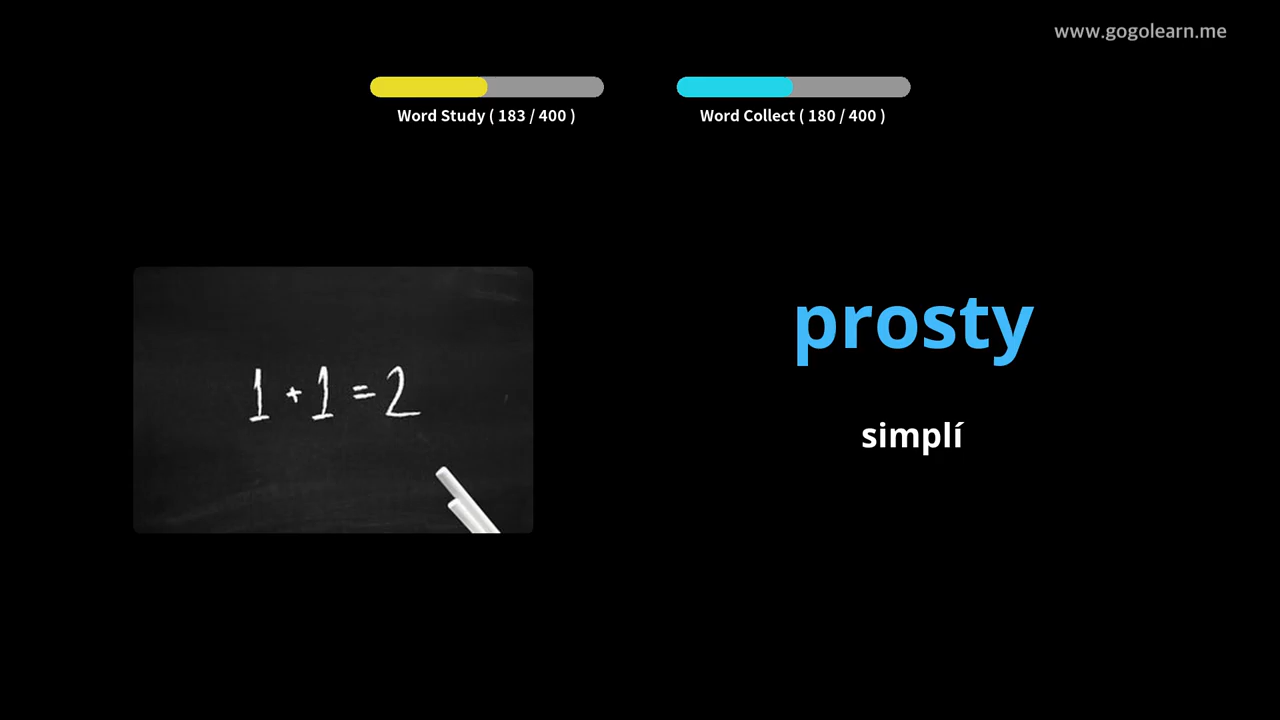 www.gogolearn.me
Word Study ( 183 / 400 )
Word Collect ( 180 / 400 )
1 + 1 = 2
prosty
simplí